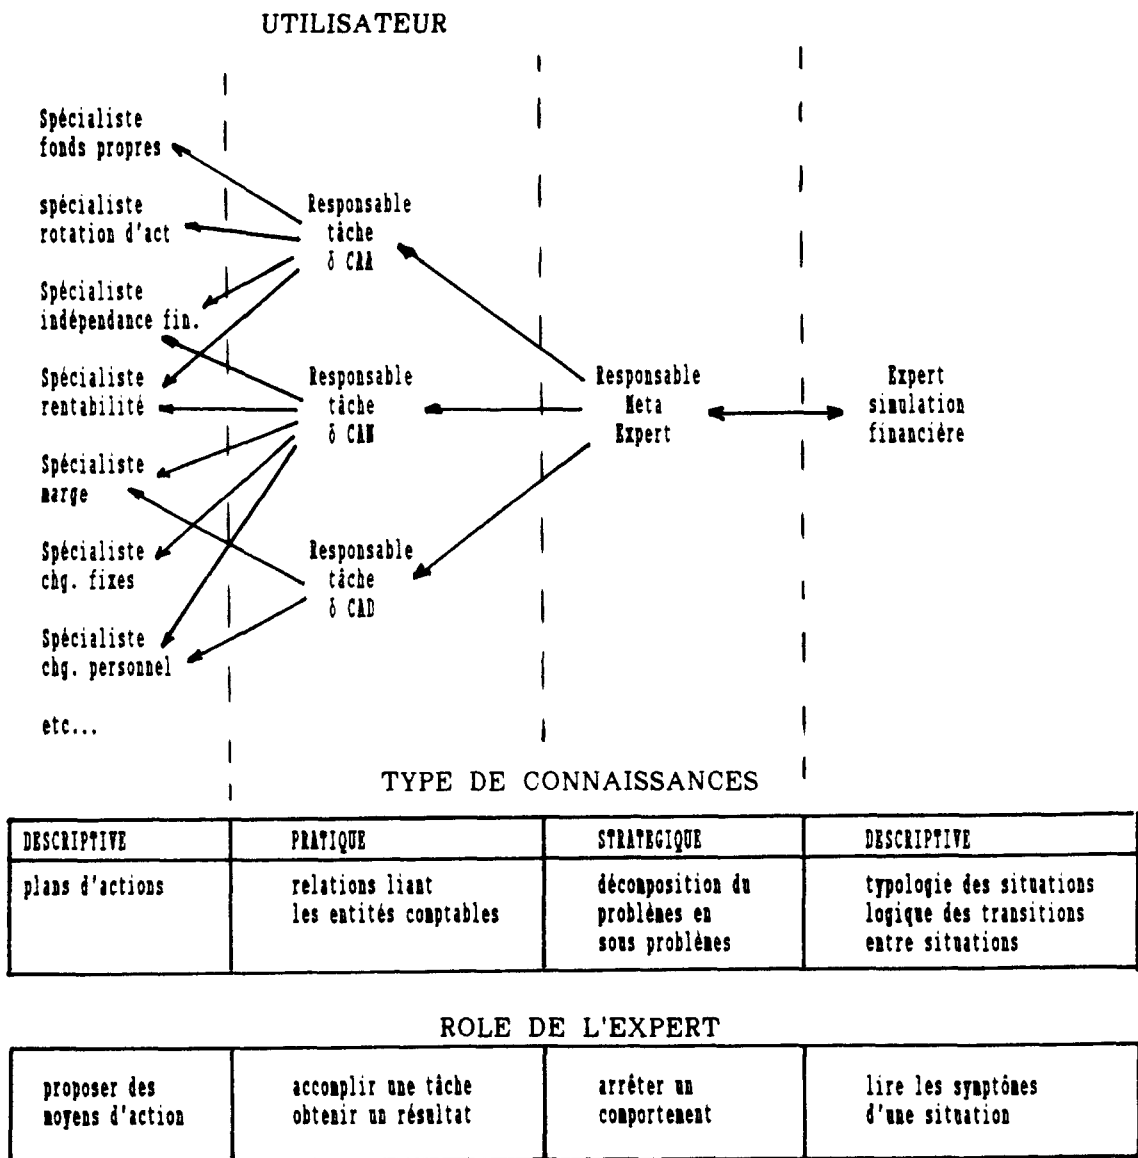 UTILISATEUR
Spécialiste
fonds propres
spécialiste
rotation d'act
Spécialiste
indépendance fin.
Spécialiste
rentabilité
Spécialiste
marge
Spécialiste
chg. fixes
Spécialiste
chg. personnel
etc...
Responsable
tâche
δ CAA
Responsable
tâche
δ CAM
Responsable
tâche
δ CAD
Responsable
Meta
Expert
Expert
simulation
financière
TYPE DE CONNAISSANCES
DESCRIPTIVE
PRATIQUE
STRATEGIQUE
DESCRIPTIVE
plans d'actions
relations liant
les entités comptables
décomposition du
problèmes en
sous problèmes
typologie des situations
logique des transitions
entre situations
ROLE DE L'EXPERT
proposer des
moyens d'action
accomplir une tâche
obtenir un résultat
arrêter un
comportement
lire les symptômes
d'une situation